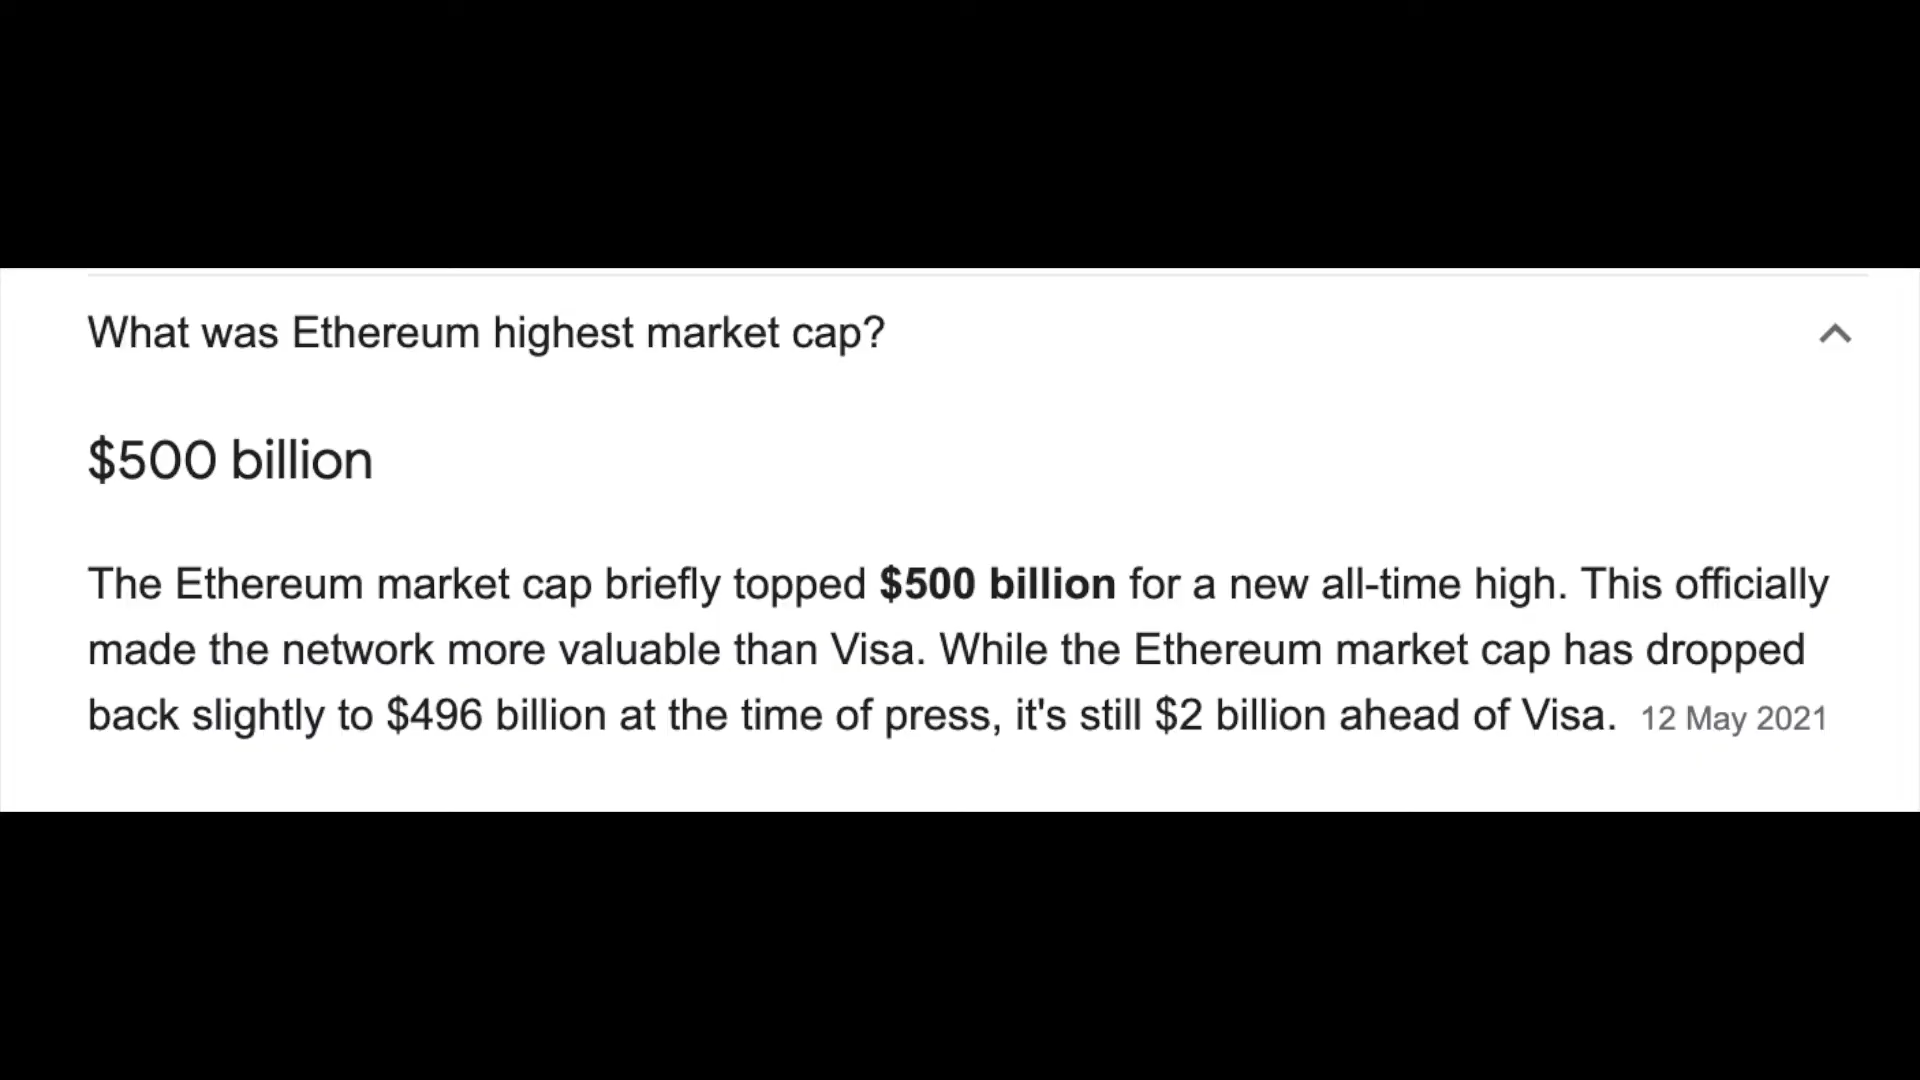 What was Ethereum highest market cap?
$500 billion
The Ethereum market cap briefly topped $500 billion for a new all-time high. This officially
made the network more valuable than Visa. While the Ethereum market cap has dropped
back slightly to $496 billion at the time of press, it's still $2 billion ahead of Visa. 12 May 2021